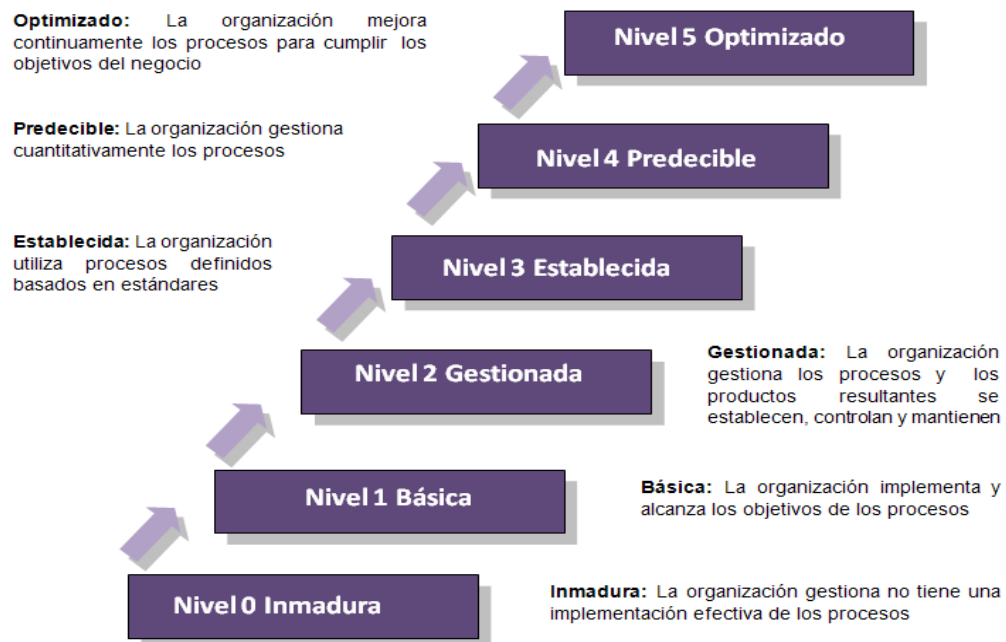 Optimizado: La organización mejora
continuamente los procesos para cumplir los
objetivos del negocio
Nivel 5 Optimizado
Predecible: La organización gestiona
cuantitativamente los procesos
Nivel 4 Predecible
Establecida: La organización
utiliza procesos definidos
basados en estándares
Nivel 3 Establecida
Nivel 2 Gestionada
Gestionada: La organización
gestiona los procesos y los
productos resultantes se
establecen, controlan y mantienen
Nivel 1 Básica
Básica: La organización implementa y
alcanza los objetivos de los procesos
Nivel 0 Inmadura
Inmadura: La organización gestiona no tiene una
implementación efectiva de los procesos